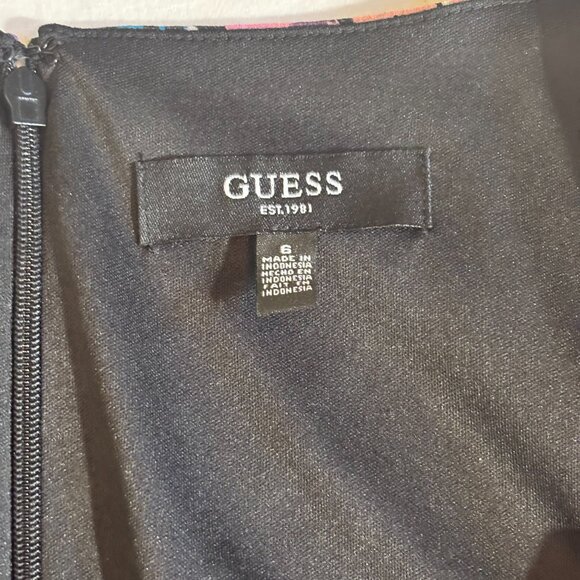 GUESS
EST.1981
6
MADE IN
INDONESIA
HECHO EN
INDONESIA
FAIT EN
INDONESIA